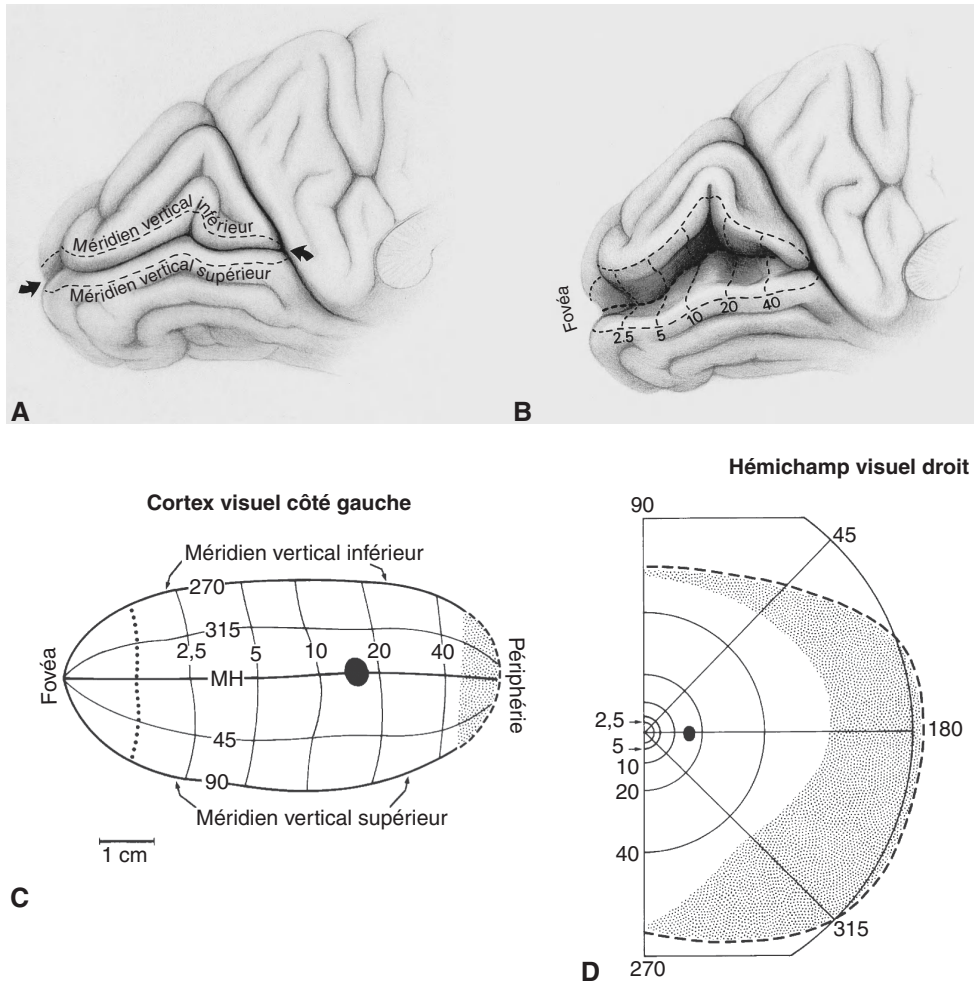 Méridien vertical inférieur
Méridien vertical supérieur
A
Fovéa
2.5
5
10
20
40
B
Cortex visuel côté gauche
Méridien vertical inférieur
270
315
2,5
5
10
20
40
MH
45
90
Fovéa
Périphérie
Méridien vertical supérieur
1 cm
C
Hémichamp visuel droit
90
45
2,5
5
10
20
40
180
315
270
D